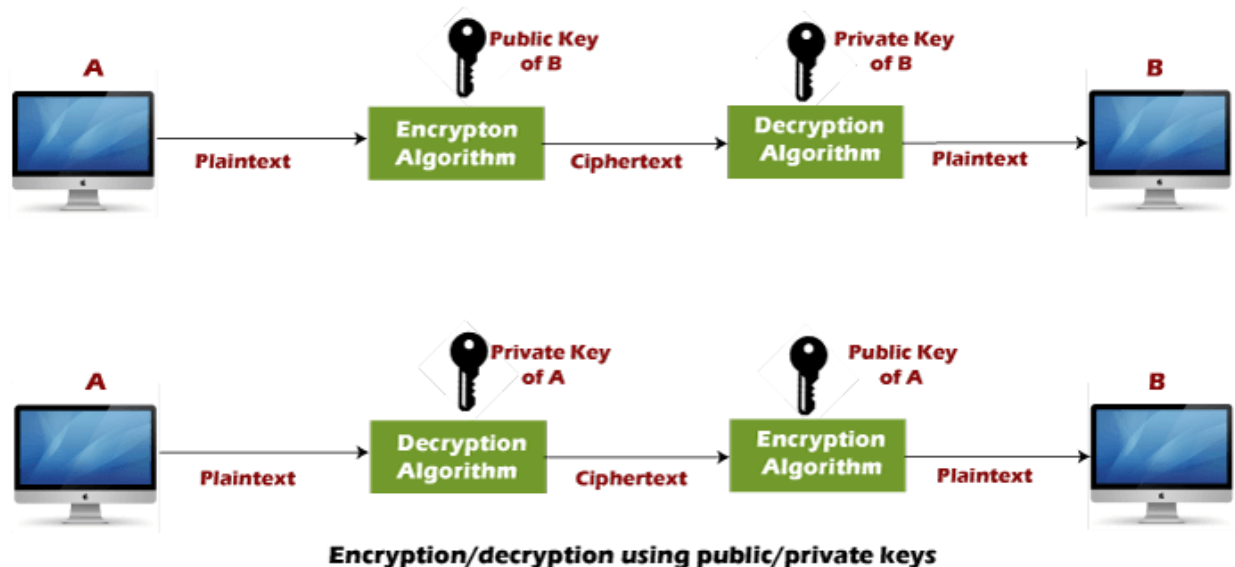 Public Key
of B
Private Key
of B
A
B
Encrypton
Algorithm
Decryption
Algorithm
Plaintext
Ciphertext
Plaintext
Private Key
of A
Public Key
of A
A
B
Decryption
Algorithm
Encryption
Algorithm
Plaintext
Ciphertext
Plaintext
Encryption/decryption using public/private keys